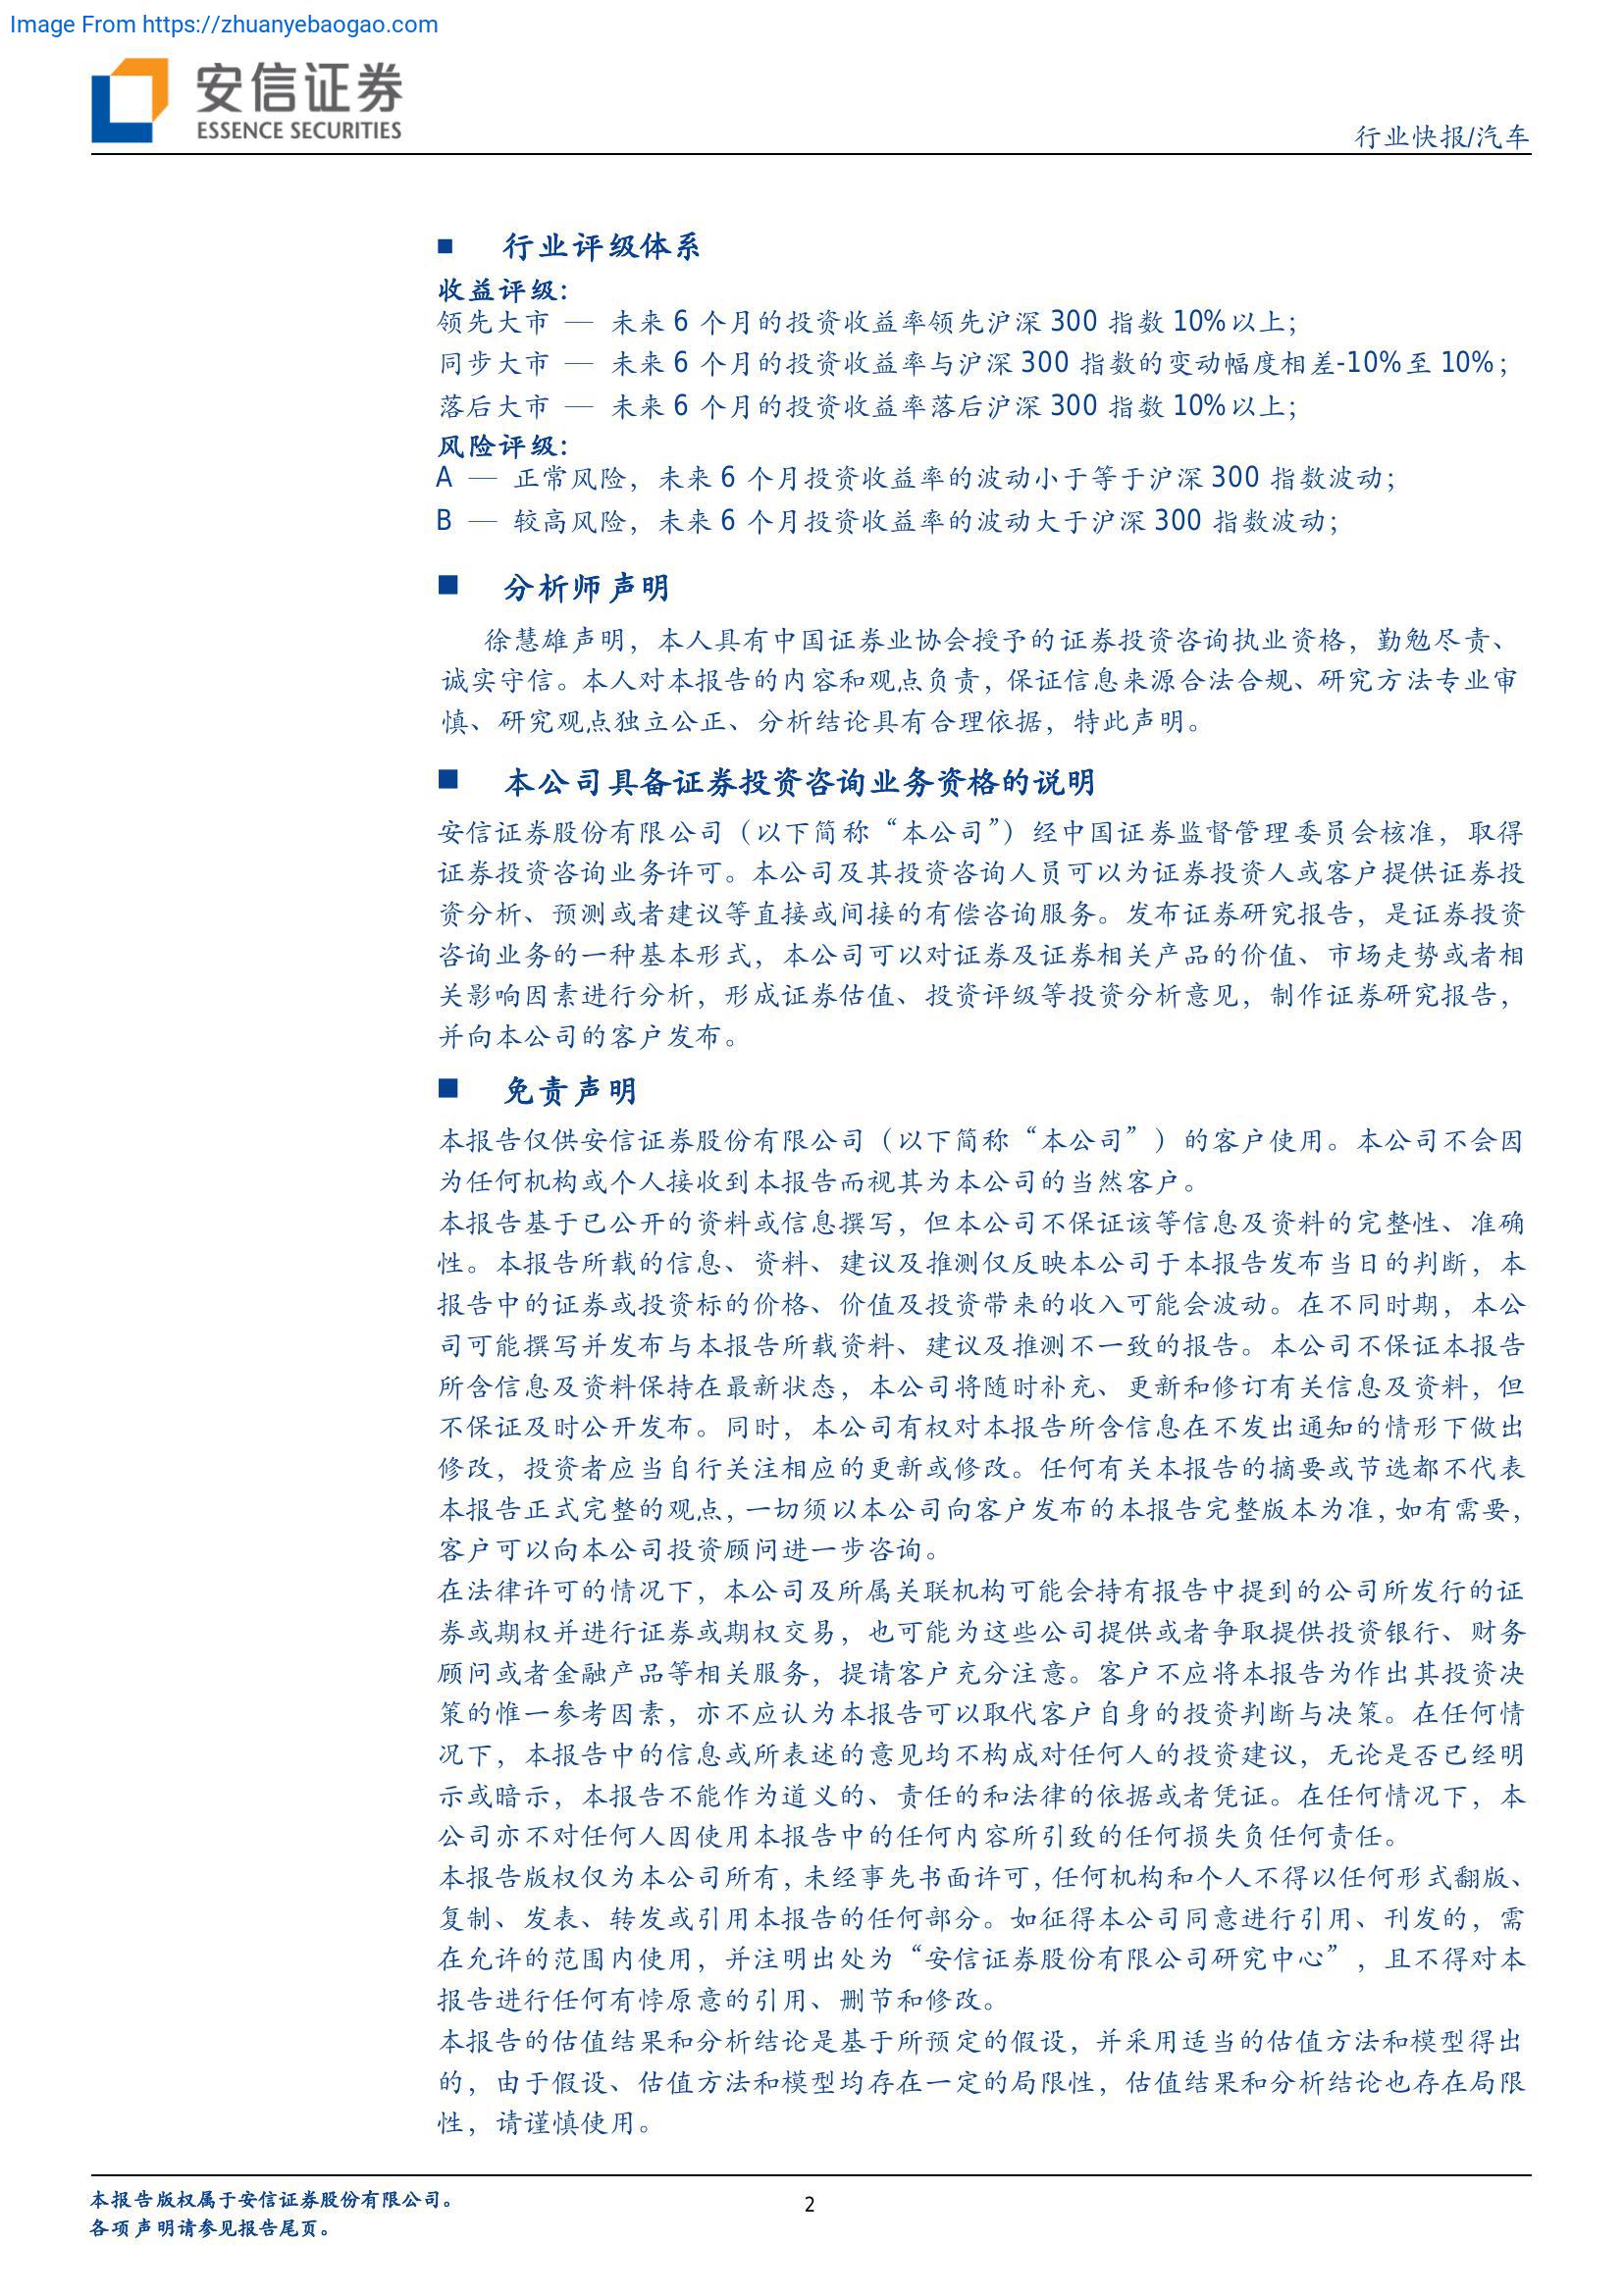 Image From https://zhuanyebaogao.com
安信证券
ESSENCE SECURITIES
行业快报/汽车
■ 行业评级体系
收益评级：
领先大市 — 未来 6 个月的投资收益率领先沪深 300 指数 10%以上；
同步大市 — 未来 6 个月的投资收益率与沪深 300 指数的变动幅度相差-10%至 10%；
落后大市 — 未来 6 个月的投资收益率落后沪深 300 指数 10%以上；
风险评级：
A — 正常风险，未来 6 个月投资收益率的波动小于等于沪深 300 指数波动；
B — 较高风险，未来 6 个月投资收益率的波动大于沪深 300 指数波动；
■ 分析师声明
徐慧雄声明，本人具有中国证券业协会授予的证券投资咨询执业资格，勤勉尽责、
诚实守信。本人对本报告的内容和观点负责，保证信息来源合法合规、研究方法专业审
慎、研究观点独立公正、分析结论具有合理依据，特此声明。
■ 本公司具备证券投资咨询业务资格的说明
安信证券股份有限公司（以下简称“本公司”）经中国证券监督管理委员会核准，取得
证券投资咨询业务许可。本公司及其投资咨询人员可以为证券投资人或客户提供证券投
资分析、预测或者建议等直接或间接的有偿咨询服务。发布证券研究报告，是证券投资
咨询业务的一种基本形式，本公司可以对证券及证券相关产品的价值、市场走势或者相
关影响因素进行分析，形成证券估值、投资评级等投资分析意见，制作证券研究报告，
并向本公司的客户发布。
■ 免责声明
本报告仅供安信证券股份有限公司（以下简称“本公司”）的客户使用。本公司不会因
为任何机构或个人接收到本报告而视其为本公司的当然客户。
本报告基于已公开的资料或信息撰写，但本公司不保证该等信息及资料的完整性、准确
性。本报告所载的信息、资料、建议及推测仅反映本公司于本报告发布当日的判断，本
报告中的证券或投资标的价格、价值及投资带来的收入可能会波动。在不同时期，本公
司可能撰写并发布与本报告所载资料、建议及推测不一致的报告。本公司不保证本报告
所含信息及资料保持在最新状态，本公司将随时补充、更新和修订有关信息及资料，但
不保证及时公开发布。同时，本公司有权对本报告所含信息在不发出通知的情形下做出
修改，投资者应当自行关注相应的更新或修改。任何有关本报告的摘要或节选都不代表
本报告正式完整的观点，一切须以本公司向客户发布的本报告完整版本为准，如有需要，
客户可以向本公司投资顾问进一步咨询。
在法律许可的情况下，本公司及所属关联机构可能会持有报告中提到的公司所发行的证
券或期权并进行证券或期权交易，也可能为这些公司提供或者争取提供投资银行、财务
顾问或者金融产品等相关服务，提请客户充分注意。客户不应将本报告为作出其投资决
策的惟一参考因素，亦不应认为本报告可以取代客户自身的投资判断与决策。在任何情
况下，本报告中的信息或所表述的意见均不构成对任何人的投资建议，无论是否已经明
示或暗示，本报告不能作为道义的、责任的和法律的依据或者凭证。在任何情况下，本
公司亦不对任何人因使用本报告中的任何内容所引致的任何损失负任何责任。
本报告版权仅为本公司所有，未经事先书面许可，任何机构和个人不得以任何形式翻版、
复制、发表、转发或引用本报告的任何部分。如征得本公司同意进行引用、刊发的，需
在允许的范围内使用，并注明出处为“安信证券股份有限公司研究中心”，且不得对本
报告进行任何有悖原意的引用、删节和修改。
本报告的估值结果和分析结论是基于所预定的假设，并采用适当的估值方法和模型得出
的，由于假设、估值方法和模型均存在一定的局限性，估值结果和分析结论也存在局限
性，请谨慎使用。
本报告版权属于安信证券股份有限公司。
各项声明请参见报告尾页。
2